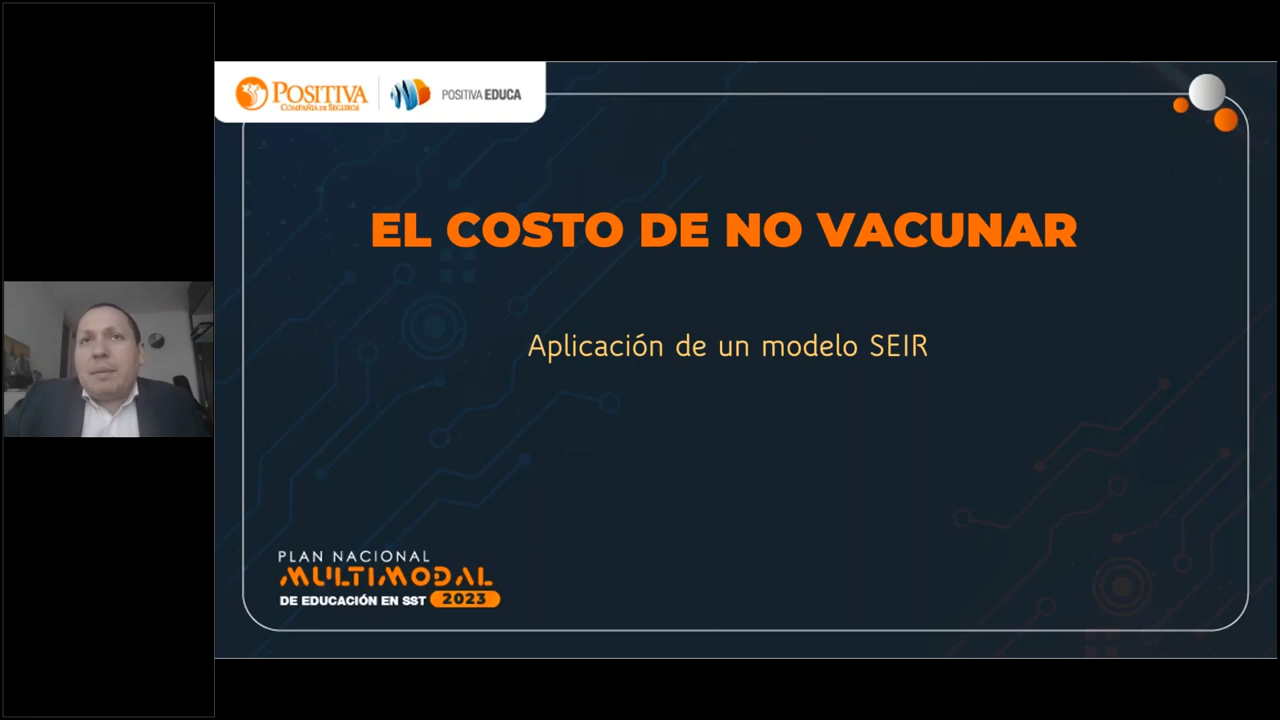 POSITIVA
COMPAÑÍA DE SEGUROS
POSITIVA EDUCA
EL COSTO DE NO VACUNAR
Aplicación de un modelo SEIR
PLAN NACIONAL
MULTIMODAL
DE EDUCACIÓN EN SST 2023